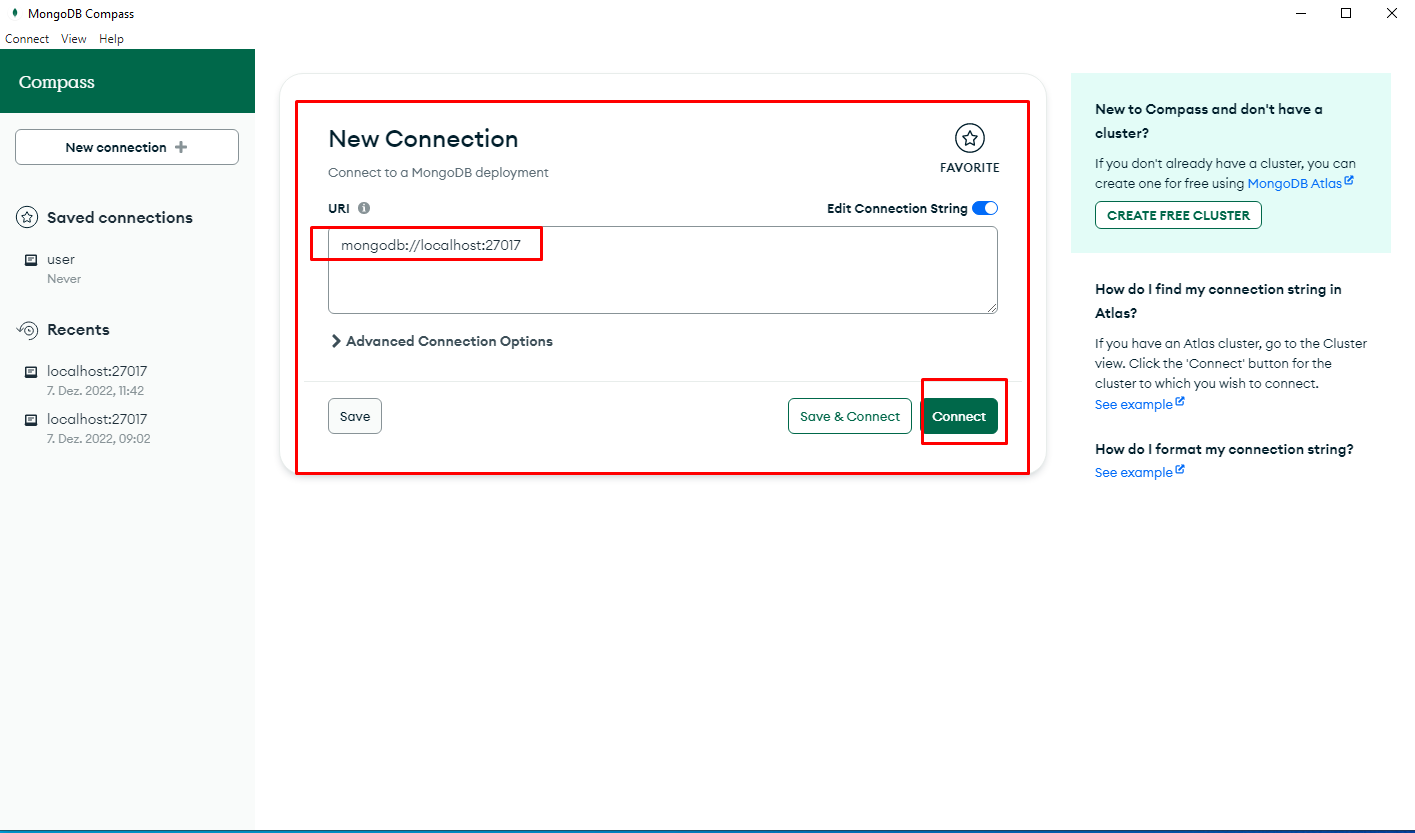 MongoDB Compass
Connect View Help
Compass
New connection
Saved connections
user
Never
Recents
localhost:27017
7. Dez. 2022, 11:42
localhost:27017
7. Dez. 2022, 09:02
New Connection
Connect to a MongoDB deployment
FAVORITE
URI
Edit Connection String
mongodb://localhost:27017
Advanced Connection Options
Save
Save & Connect
Connect
New to Compass and don't have a
cluster?
If you don't already have a cluster, you can
create one for free using MongoDB Atlas
CREATE FREE CLUSTER
How do I find my connection string in
Atlas?
If you have an Atlas cluster, go to the Cluster
view. Click the 'Connect' button for the
cluster to which you wish to connect.
See example
How do I format my connection string?
See example